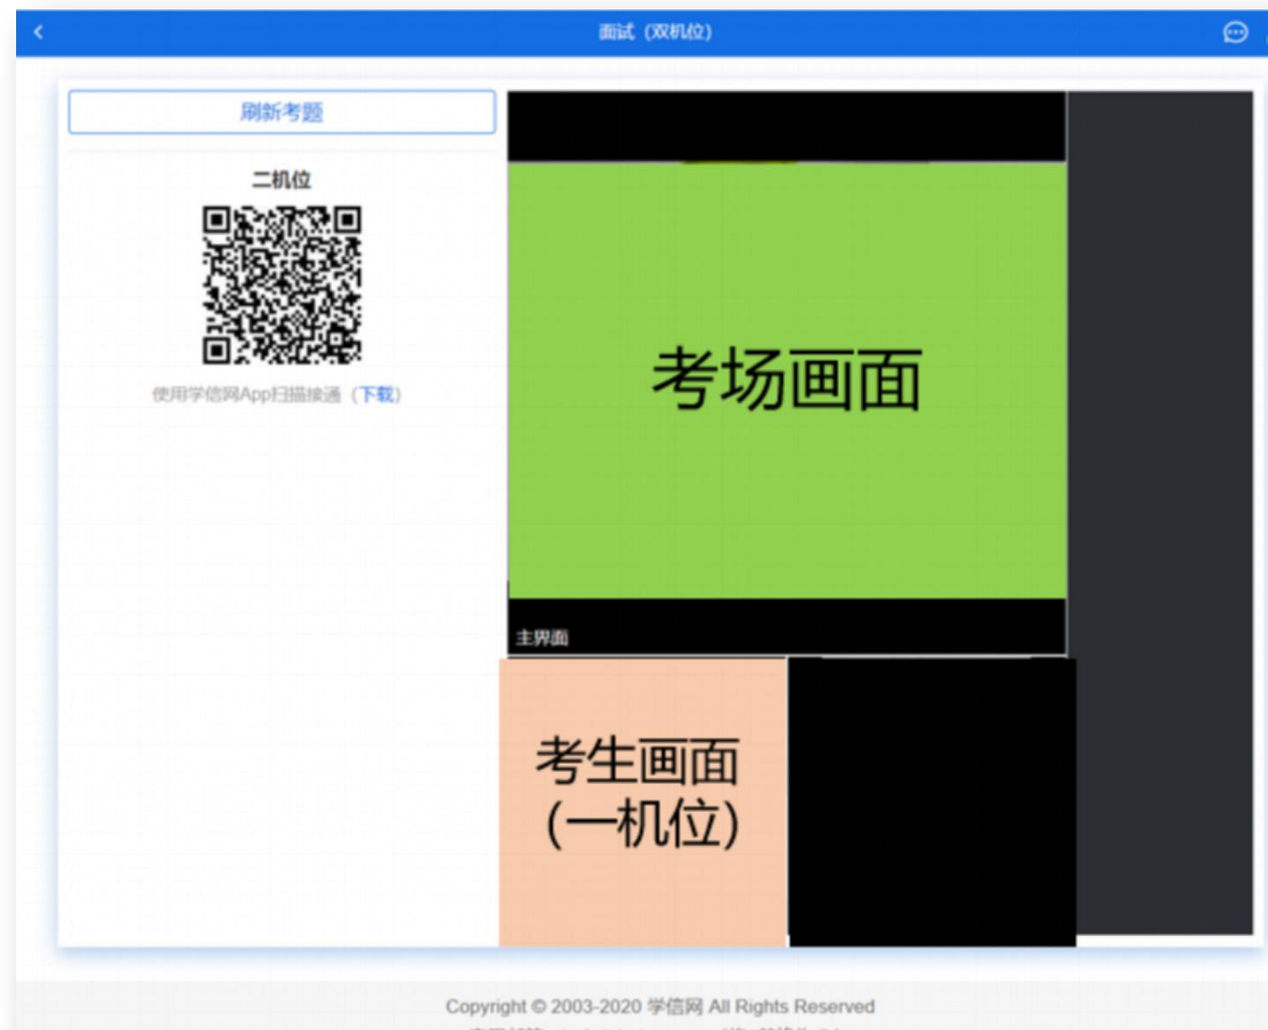 面试（双机位）
刷新考题
二机位
使用学信网App扫描接通（下载）
考场画面
主界面
考生画面
（一机位）
Copyright © 2003-2020 学信网 All Rights Reserved